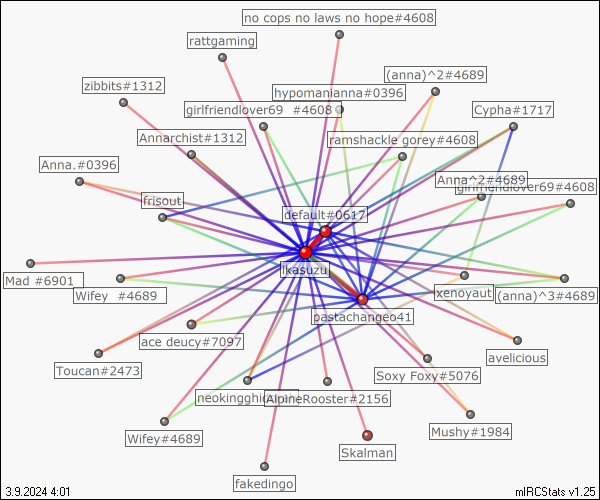 no cops no laws no hope#4608
rattgaming
(anna)^2#4689
zibbits#1312
hypomanianna#0396
girlfriendlover69 #4608
Cypha#1717
Annarchist#1312
ramshackle gorey#4608
Anna.#0396
Anna^2#4689
girlfriendlover69#4608
frisout
default#0617
ikasuzu
Mad #6901
Wifey #4689
xenoyaut
(anna)^3#4689
pastachange041
ace deucy#7097
avelicious
Toucan#2473
Soxy Foxy#5076
AlpineRooster#2156
Mushy#1984
Wifey#4689
Skalman
fakedingo
3.9.2024 4:01
mIRCStats v1.25